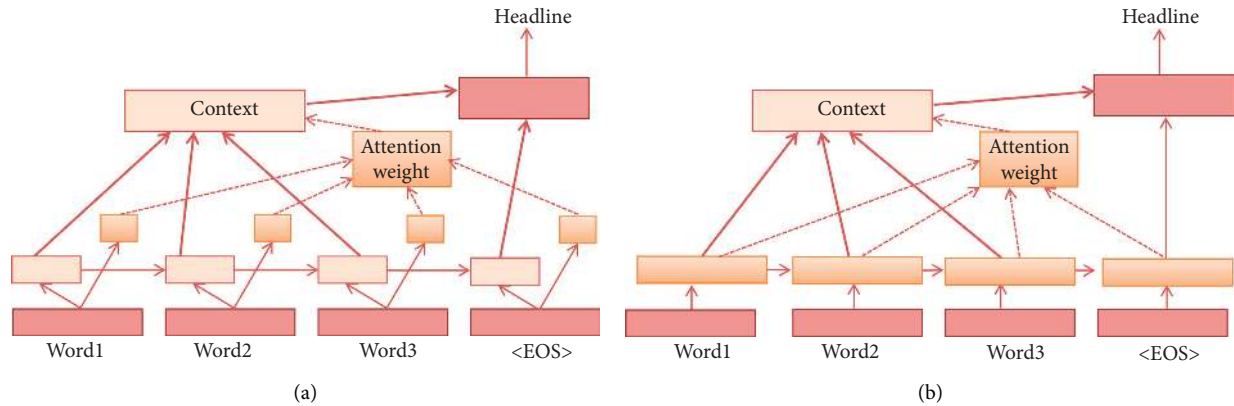 Headline
Context
Attention
weight
Word1
Word2
Word3
<EOS>
(a)
Headline
Context
Attention
weight
Word1
Word2
Word3
<EOS>
(b)